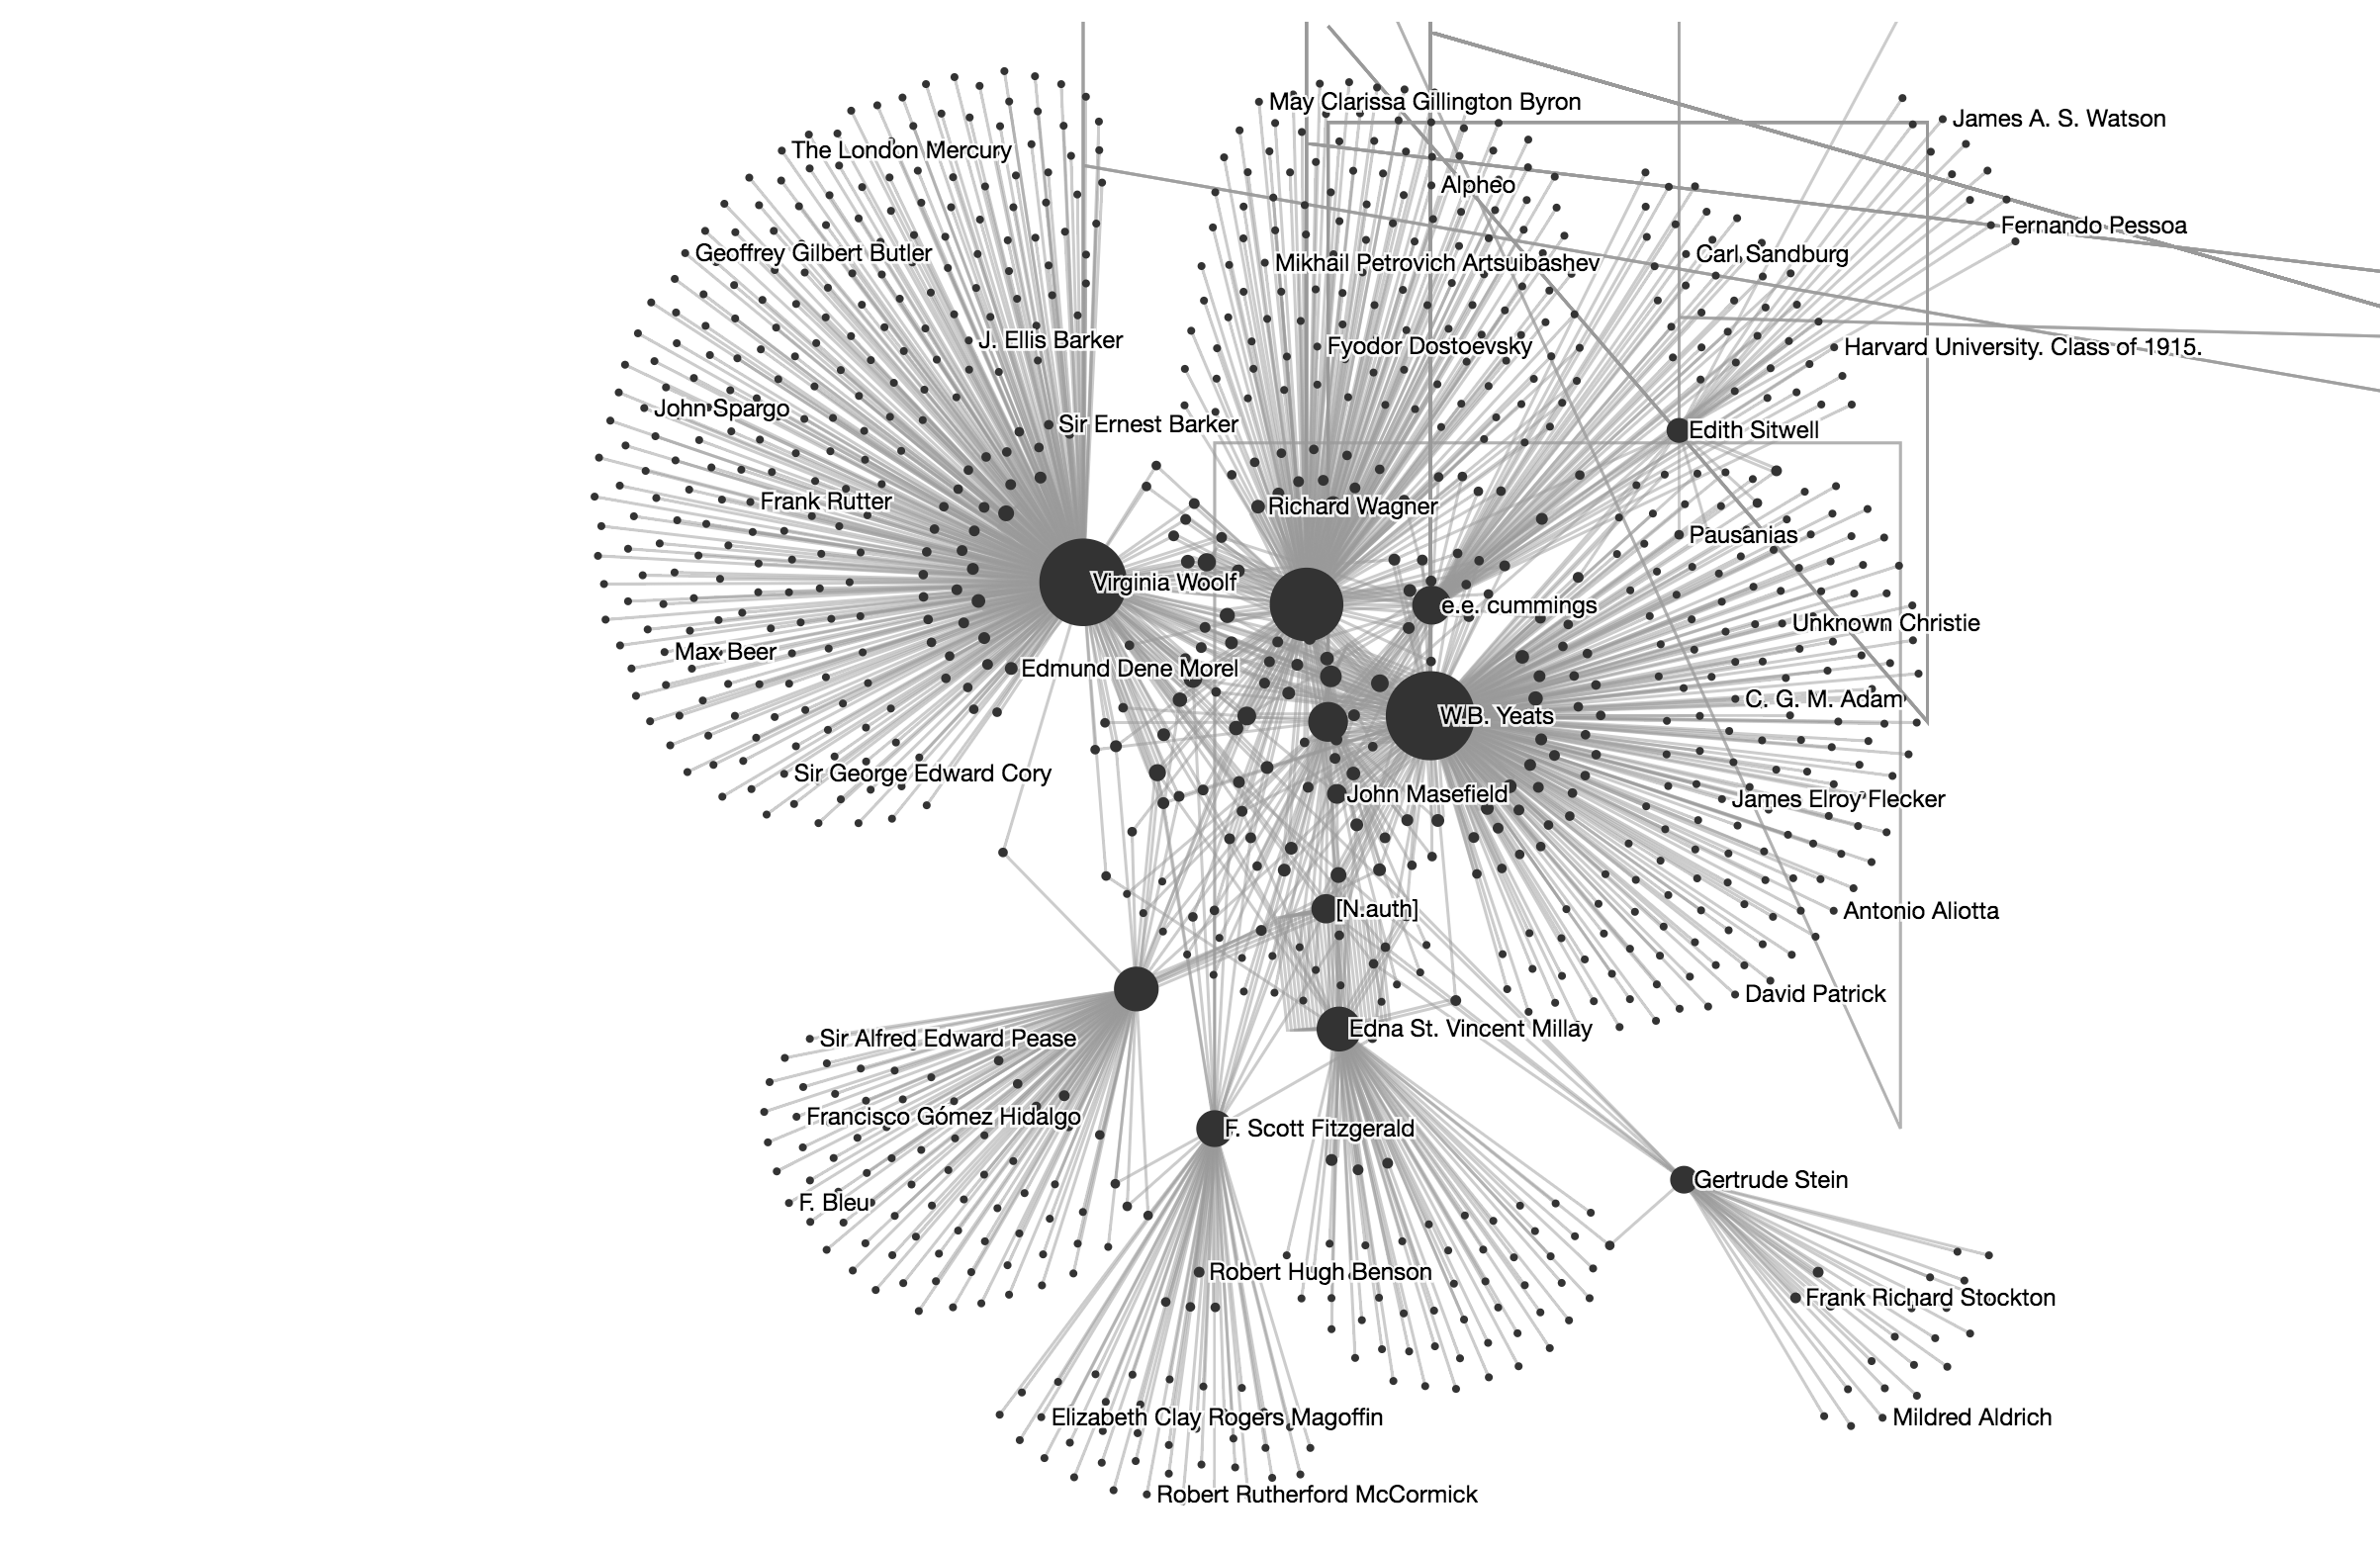 May Clarissa Gillington Byron
James A. S. Watson
The London Mercury
Alpheo
Fernando Pessoa
Geoffrey Gilbert Butler
Carl Sandburg
Mikhail Petrovich Artsuibashev
J. Ellis Barker
Fyodor Dostoevsky
Harvard University. Class of 1915.
John Spargo
Sir Ernest Barker
Edith Sitwell
Frank Rutter
Richard Wagner
Pausanias
Virginia Woolf
e.e. cummings
Unknown Christie
Max Beer
Edmund Dene Morel
C. G. M. Adam
W.B. Yeats
Sir George Edward Cory
John Masefield
James Elroy Flecker
[N.auth]
Antonio Aliotta
David Patrick
Sir Alfred Edward Pease
Edna St. Vincent Millay
Francisco Gómez Hidalgo
F. Scott Fitzgerald
Gertrude Stein
F. Bleu
Robert Hugh Benson
Frank Richard Stockton
Elizabeth Clay Rogers Magoffin
Mildred Aldrich
Robert Rutherford McCormick